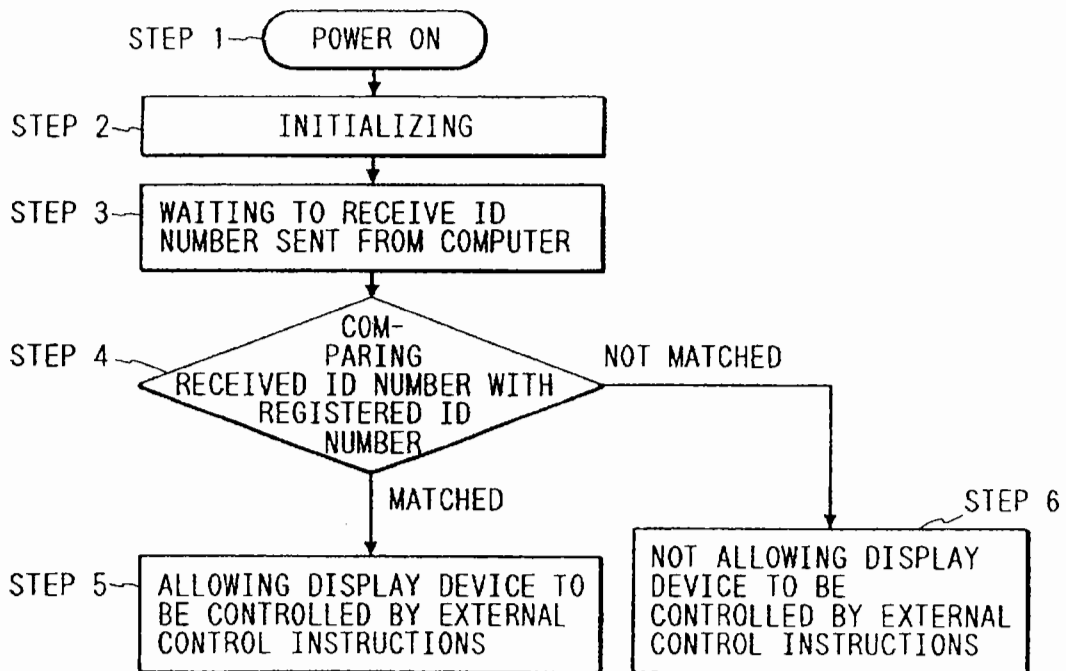 STEP 1
POWER ON
STEP 2
INITIALIZING
STEP 3
WAITING TO RECEIVE ID
NUMBER SENT FROM COMPUTER
STEP 4
COM-
PARING
RECEIVED ID NUMBER WITH
REGISTERED ID
NUMBER
NOT MATCHED
MATCHED
STEP 5
ALLOWING DISPLAY DEVICE TO
BE CONTROLLED BY EXTERNAL
CONTROL INSTRUCTIONS
STEP 6
NOT ALLOWING DISPLAY
DEVICE TO BE
CONTROLLED BY EXTERNAL
CONTROL INSTRUCTIONS